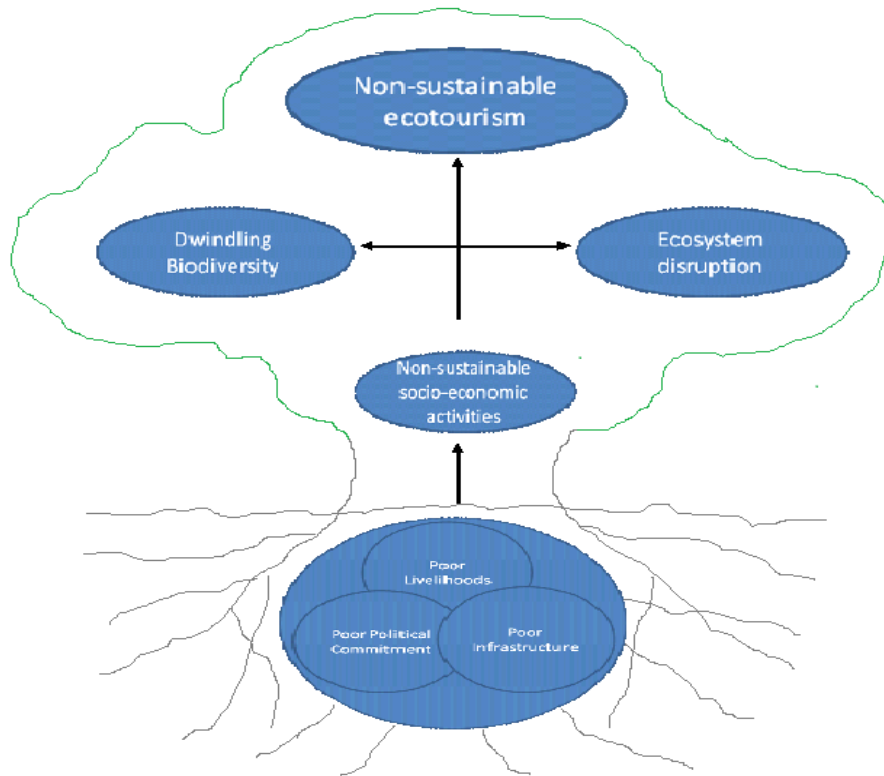 Non-sustainable
ecotourism
Dwindling
Biodiversity
Ecosystem
disruption
Non-sustainable
socio-economic
activities
Poor
Livelihoods
Poor Political
Commitment
Poor
Infrastructure